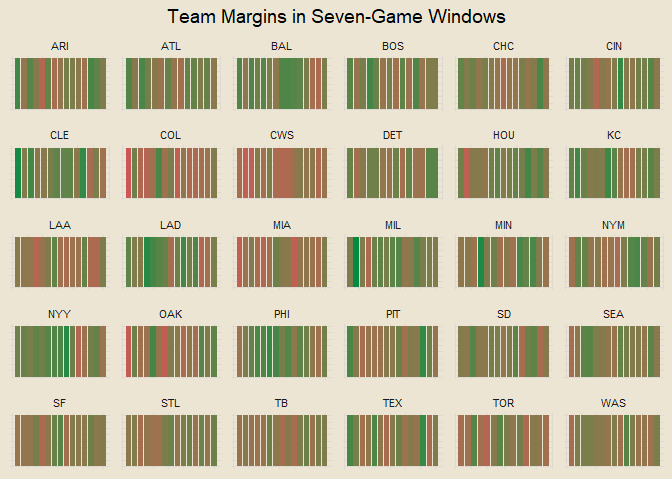 Team Margins in Seven-Game Windows
ARI ATL BAL BOS CHC CIN
CLE COL CWS DET HOU KC
LAA LAD MIA MIL MIN NYM
NYY OAK PHI PIT SD SEA
SF STL TB TEX TOR WAS